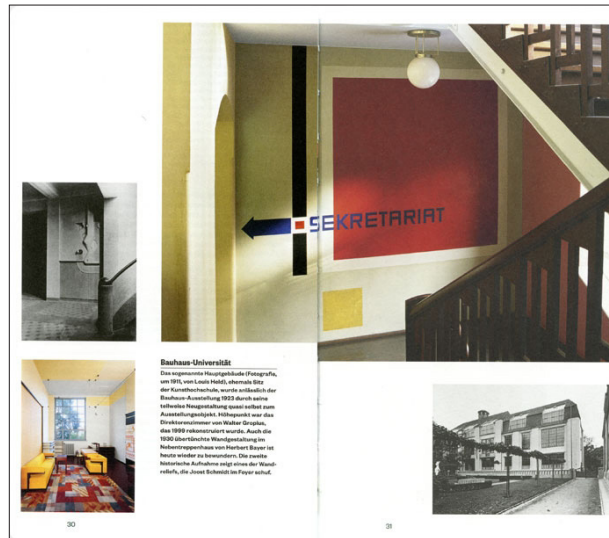 SEKRETARIAT
Bauhaus-Universität
Das sogenannte Hauptgebäude (Fotografie,
um 1911, von Louis Held), ehemals Sitz
der Kunsthochschule, wurde anlässlich der
Bauhaus-Ausstellung 1923 durch seine
teilweise Neugestaltung quasi selbst zum
Ausstellungsobjekt. Höhepunkt war das
Direktorenzimmer von Walter Gropius,
das 1999 rekonstruiert wurde. Auch die
1930 übertünchte Wandgestaltung im
Nebentreppenhaus von Herbert Bayer ist
heute wieder zu bewundern. Die zweite
historische Aufnahme zeigt eines der Wand-
reliefs, die Joost Schmidt im Foyer schuf.
30
31